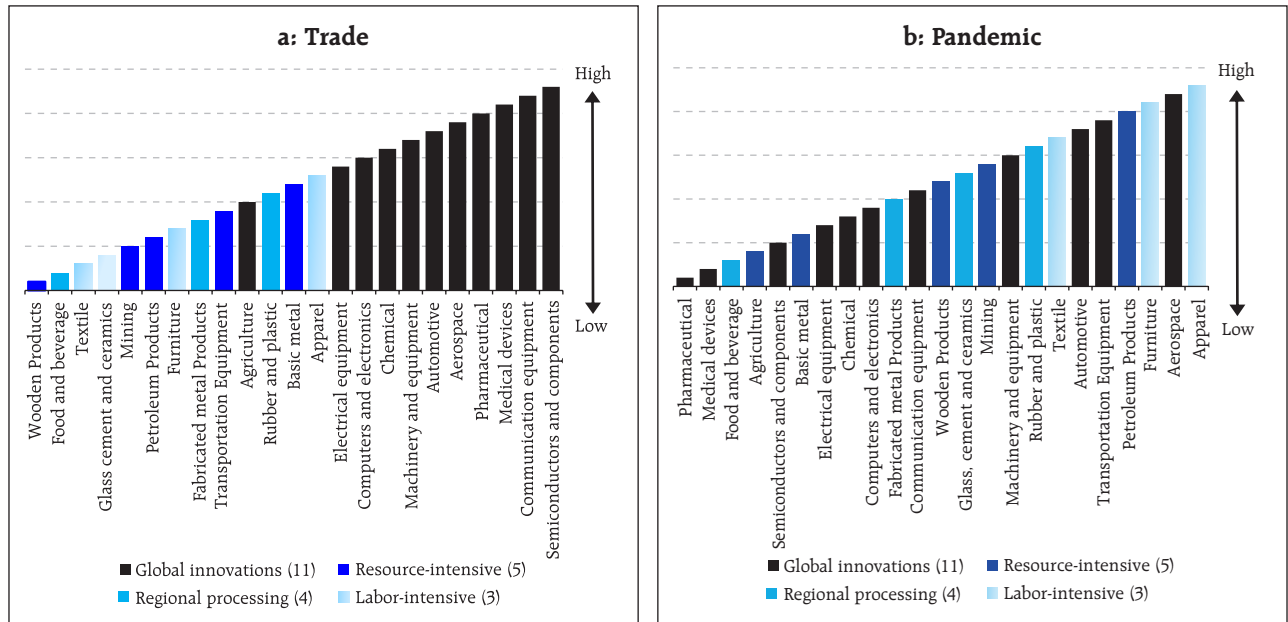 a: Trade
High
Low
Wooden Products
Food and beverage
Textile
Glass cement and ceramics
Mining
Petroleum Products
Furniture
Fabricated metal Products
Transportation Equipment
Agriculture
Rubber and plastic
Basic metal
Apparel
Electrical equipment
Computers and electronics
Chemical
Machinery and equipment
Automotive
Aerospace
Pharmaceutical
Medical devices
Communication equipment
Semiconductors and components
Global innovations (11)
Resource-intensive (5)
Regional processing (4)
Labor-intensive (3)
b: Pandemic
High
Low
Pharmaceutical
Medical devices
Food and beverage
Agriculture
Semiconductors and components
Basic metal
Electrical equipment
Chemical
Computers and electronics
Fabricated metal Products
Communication equipment
Wooden Products
Glass, cement and ceramics
Mining
Machinery and equipment
Rubber and plastic
Textile
Automotive
Transportation Equipment
Petroleum Products
Furniture
Aerospace
Apparel
Global innovations (11)
Resource-intensive (5)
Regional processing (4)
Labor-intensive (3)